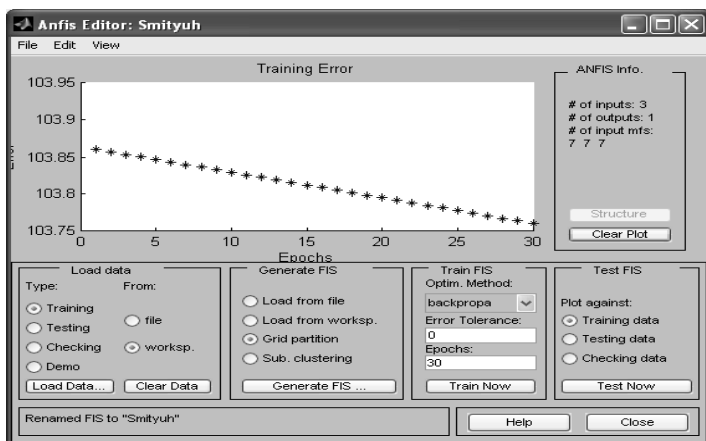 Anfis Editor: Smityuh
File Edit View
Training Error
103.95
103.9
103.85
103.8
103.75
0 5 10 15 20 25 30
Epochs
ANFIS Info.
# of inputs: 3
# of outputs: 1
# of input mfs:
7 7 7
Structure
Clear Plot
Load data
Type: From:
Training
Testing
Checking
Demo
file
worksp.
Load Data... Clear Data
Generate FIS
Load from file
Load from worksp.
Grid partition
Sub. clustering
Generate FIS ...
Train FIS
Optim. Method:
backpropa
Error Tolerance:
0
Epochs:
30
Train Now
Test FIS
Plot against:
Training data
Testing data
Checking data
Test Now
Renamed FIS to "Smityuh"
Help Close